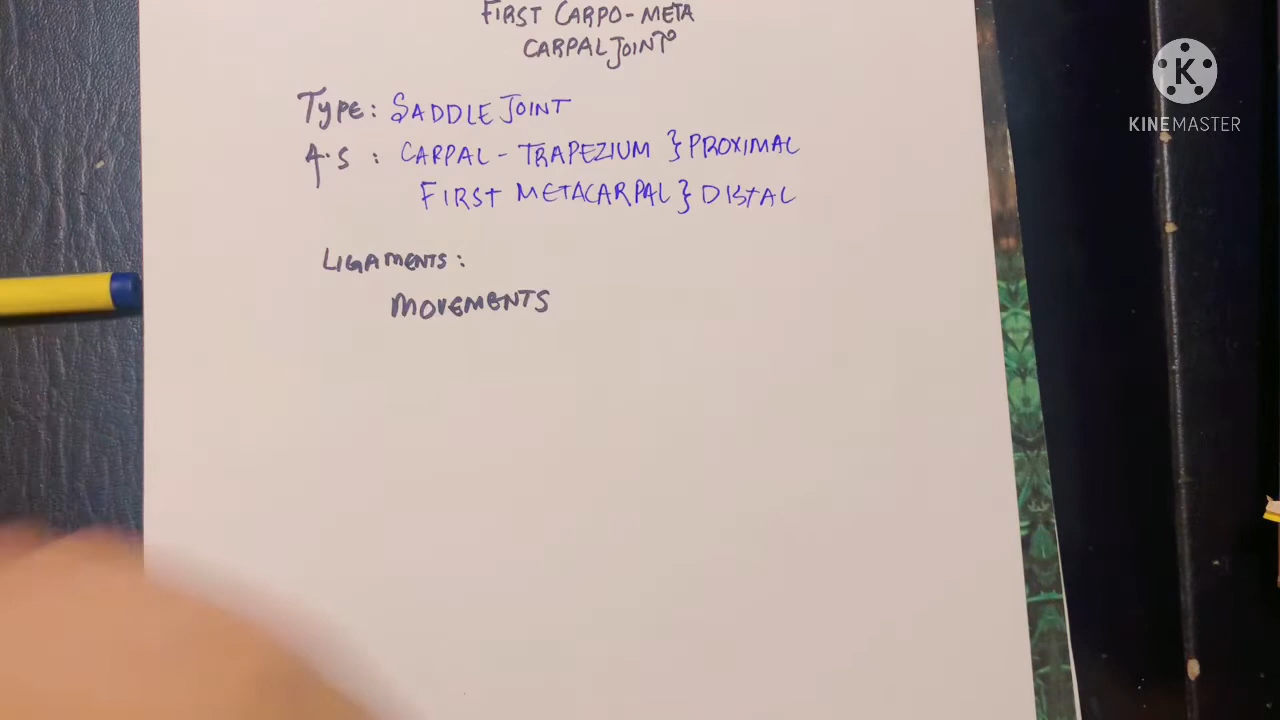 FIRST CARPO-META
CARPAL JOINT
TYPE: SADDLE JOINT
A.S : CARPAL - TRAPEZIUM } PROXIMAL
FIRST METACARPAL } DISTAL
LIGAMENTS:
MOVEMENTS
K
KINEMASTER